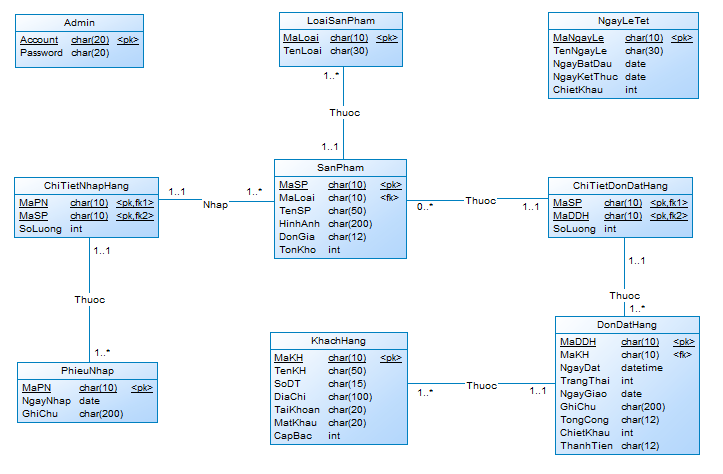 Admin
Account char(20) <pk>
Password char(20)
LoaiSanPham
MaLoai char(10) <pk>
TenLoai char(30)
NgayLeTet
MaNgayLe char(10) <pk>
TenNgayLe char(30)
NgayBatDau date
NgayKetThuc date
ChietKhau int
1..*
Thuoc
1..1
ChiTietNhapHang
MaPN char(10) <pk,fk1>
MaSP char(10) <pk,fk2>
SoLuong int
1..1
Nhap
1..*
SanPham
MaSP char(10) <pk>
MaLoai char(10) <fk>
TenSP char(50)
HinhAnh char(200)
DonGia char(12)
TonKho int
0..*
Thuoc
1..1
ChiTietDonDatHang
MaSP char(10) <pk,fk1>
MaDDH char(10) <pk,fk2>
SoLuong int
1..1
Thuoc
1..*
1..1
Thuoc
1..*
PhieuNhap
MaPN char(10) <pk>
NgayNhap date
GhiChu char(200)
KhachHang
MaKH char(10) <pk>
TenKH char(50)
SoDT char(15)
DiaChi char(100)
TaiKhoan char(20)
MatKhau char(20)
CapBac int
1..*
Thuoc
1..1
DonDatHang
MaDDH char(10) <pk>
MaKH char(10) <fk>
NgayDat datetime
TrangThai int
NgayGiao date
GhiChu char(200)
TongCong char(12)
ChietKhau int
ThanhTien char(12)